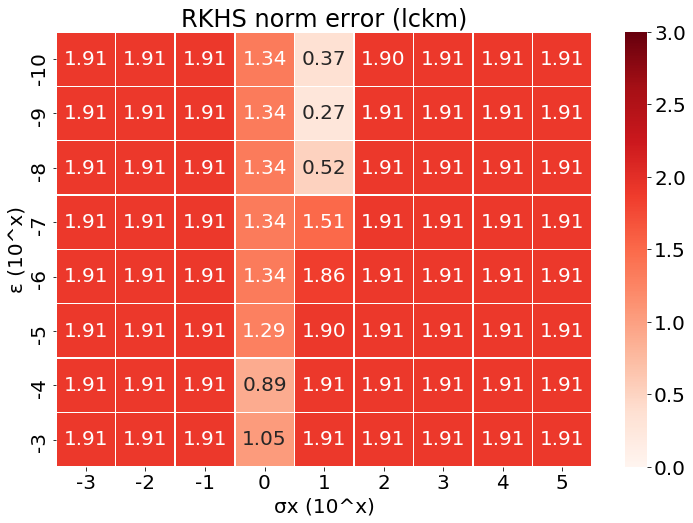 RKHS norm error (lckm)
ε (10^x)
-10 1.91 1.91 1.91 1.34 0.37 1.90 1.91 1.91 1.91
-9 1.91 1.91 1.91 1.34 0.27 1.91 1.91 1.91 1.91
-8 1.91 1.91 1.91 1.34 0.52 1.91 1.91 1.91 1.91
-7 1.91 1.91 1.91 1.34 1.51 1.91 1.91 1.91 1.91
-6 1.91 1.91 1.91 1.34 1.86 1.91 1.91 1.91 1.91
-5 1.91 1.91 1.91 1.29 1.90 1.91 1.91 1.91 1.91
-4 1.91 1.91 1.91 0.89 1.91 1.91 1.91 1.91 1.91
-3 1.91 1.91 1.91 1.05 1.91 1.91 1.91 1.91 1.91
-3 -2 -1 0 1 2 3 4 5
σx (10^x)
3.0
2.5
2.0
1.5
1.0
0.5
0.0